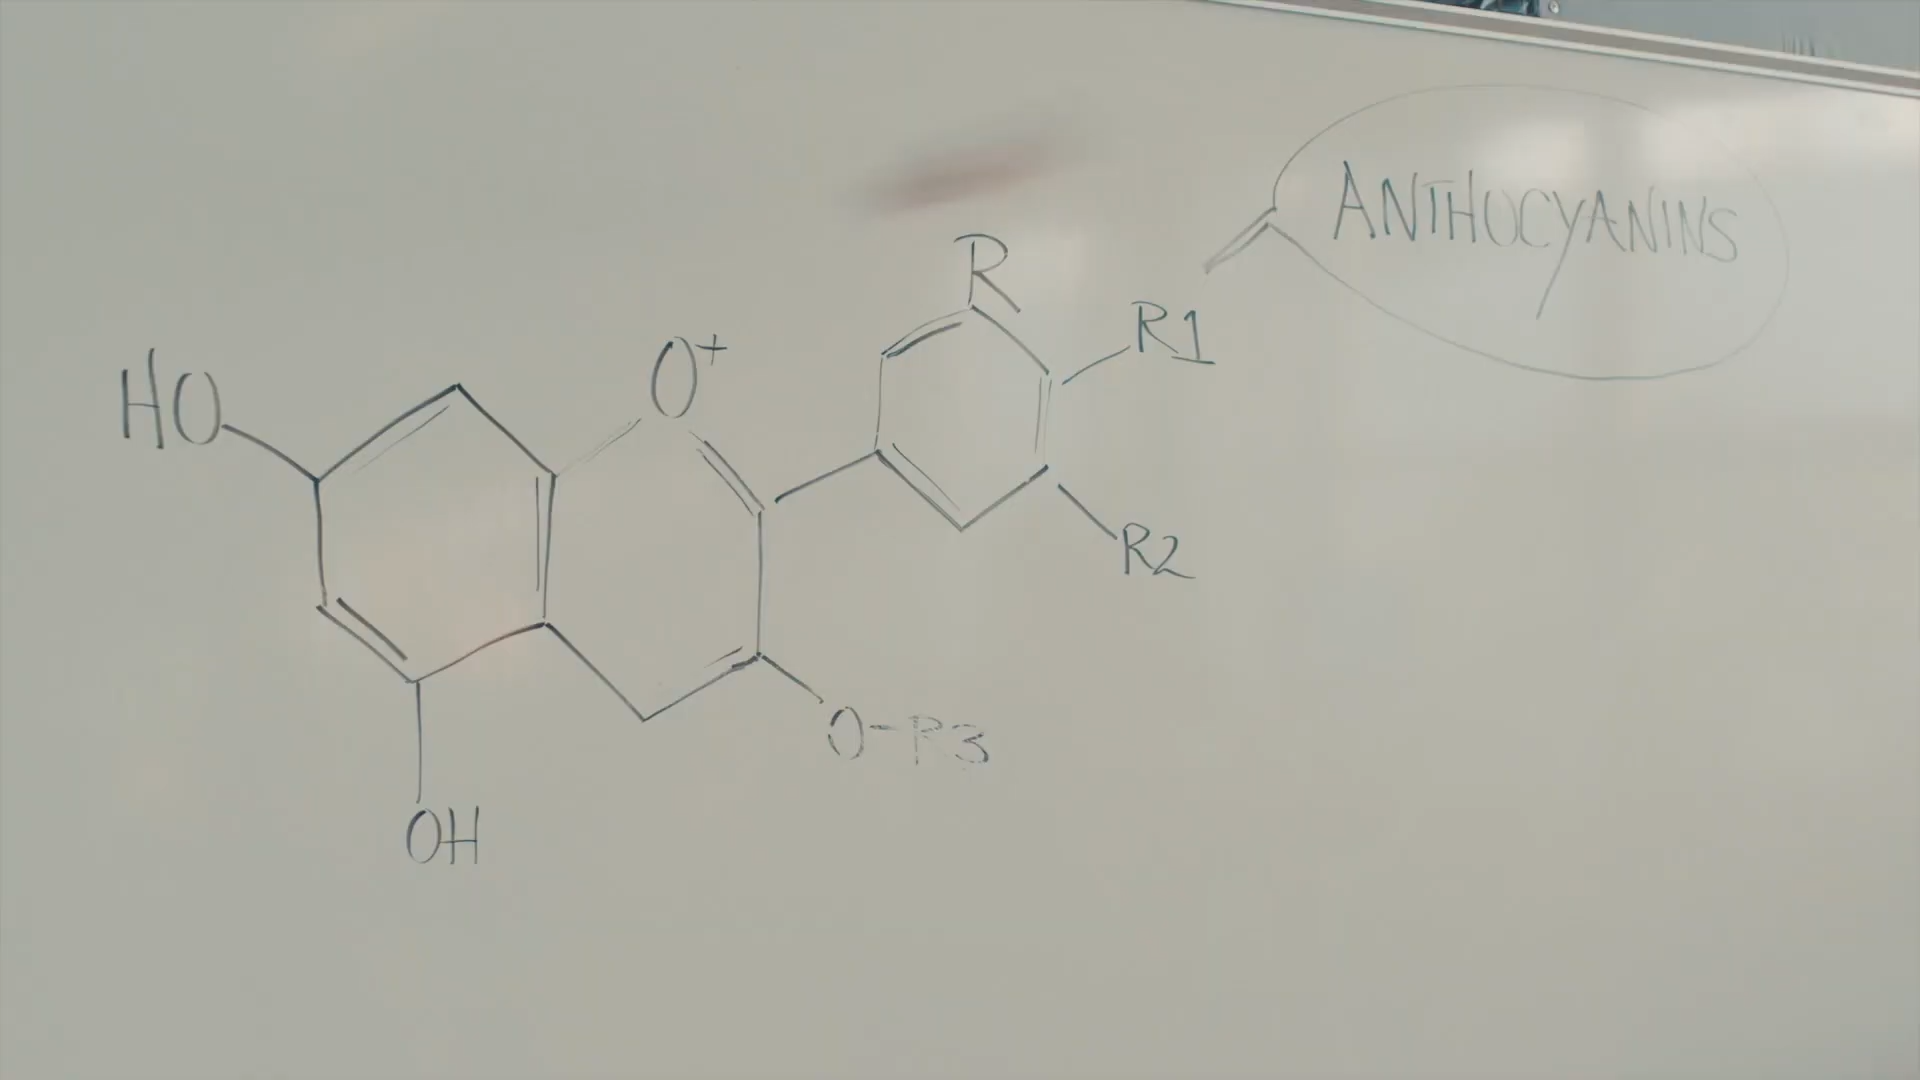 ANTHOCYANINS
R
R1
O+
HO
R2
O-R3
OH